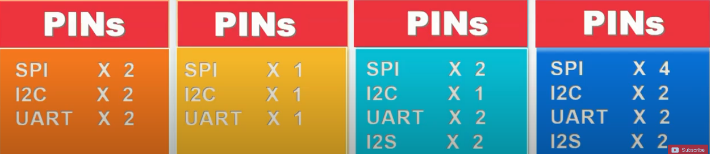 PINs
SPI X 2
I2C X 2
UART X 2
PINs
SPI X 1
I2C X 1
UART X 1
PINs
SPI X 2
I2C X 1
UART X 2
I2S X 2
PINs
SPI X 4
I2C X 2
UART X 2
I2S X 2
Subscribe